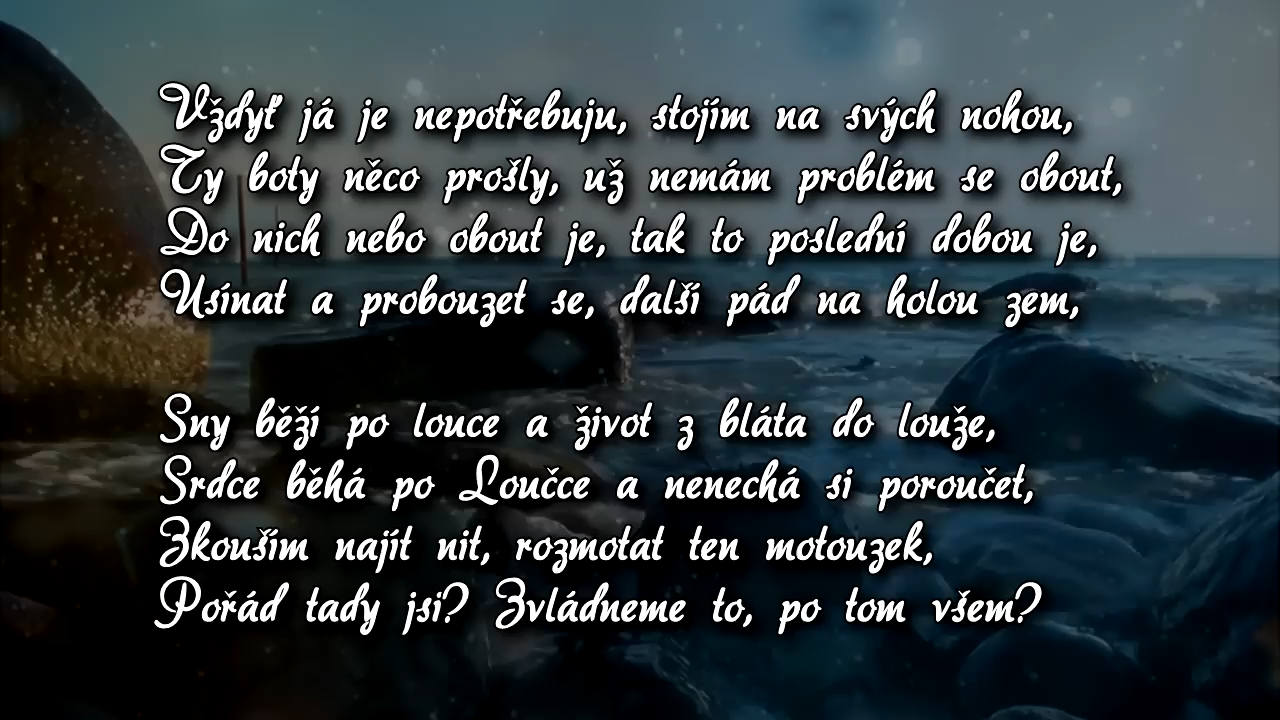 Vždyť já je nepotřebuju, stojím na svých nohou,
Ty boty něco prošly, už nemám problém se obout,
Do nich nebo obout je, tak to poslední dobou je,
Usínat a probouzet se, další pád na holou zem,
Sny běží po louce a život z bláta do louže,
Srdce běhá po Loučce a nenechá si poroučet,
Zkouším najít nit, rozmotat ten motouzek,
Pořád tady jsi? Zvládneme to, po tom všem?